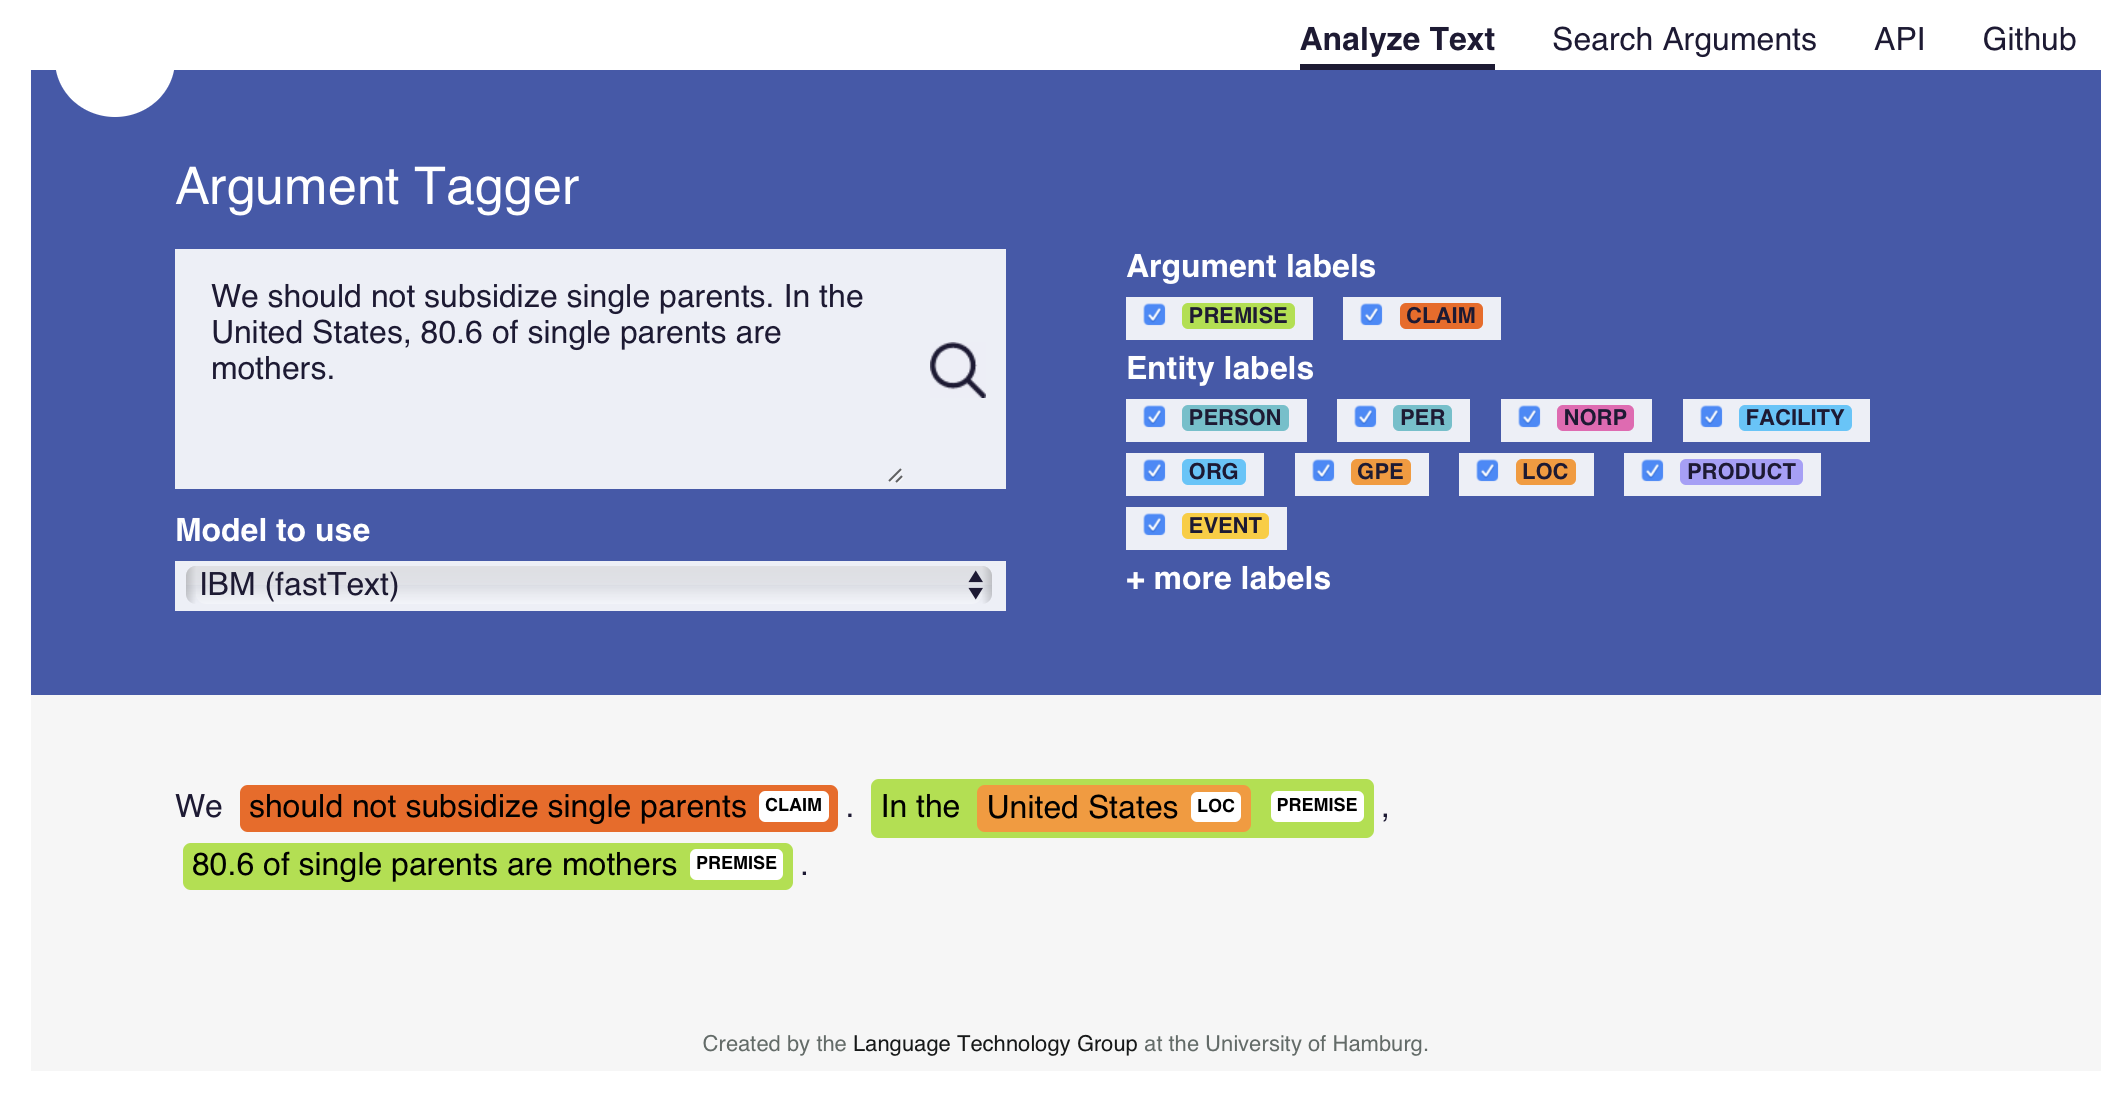 Analyze Text Search Arguments API Github
Argument Tagger
We should not subsidize single parents. In the
United States, 80.6 of single parents are
mothers.
Model to use
IBM (fastText)
Argument labels
PREMISE CLAIM
Entity labels
PERSON PER NORP FACILITY
ORG GPE LOC PRODUCT
EVENT
+ more labels
We should not subsidize single parents CLAIM . In the United States LOC PREMISE ,
80.6 of single parents are mothers PREMISE .
Created by the Language Technology Group at the University of Hamburg.